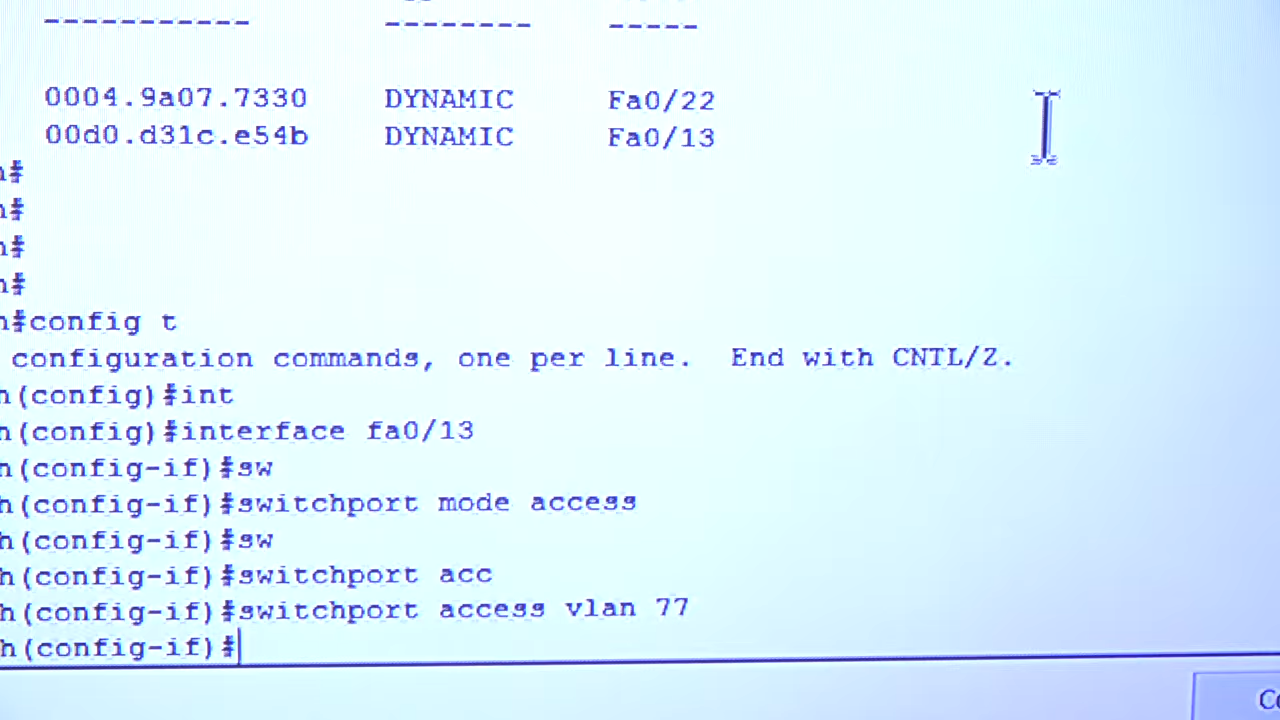 ----------- -------- -----
0004.9a07.7330 DYNAMIC Fa0/22
00d0.d31c.e54b DYNAMIC Fa0/13
h#
h#
h#
h#
h#config t
configuration commands, one per line. End with CNTL/Z.
h(config)#int
h(config)#interface fa0/13
h(config-if)#sw
h(config-if)#switchport mode access
h(config-if)#sw
h(config-if)#switchport acc
h(config-if)#switchport access vlan 77
h(config-if)#